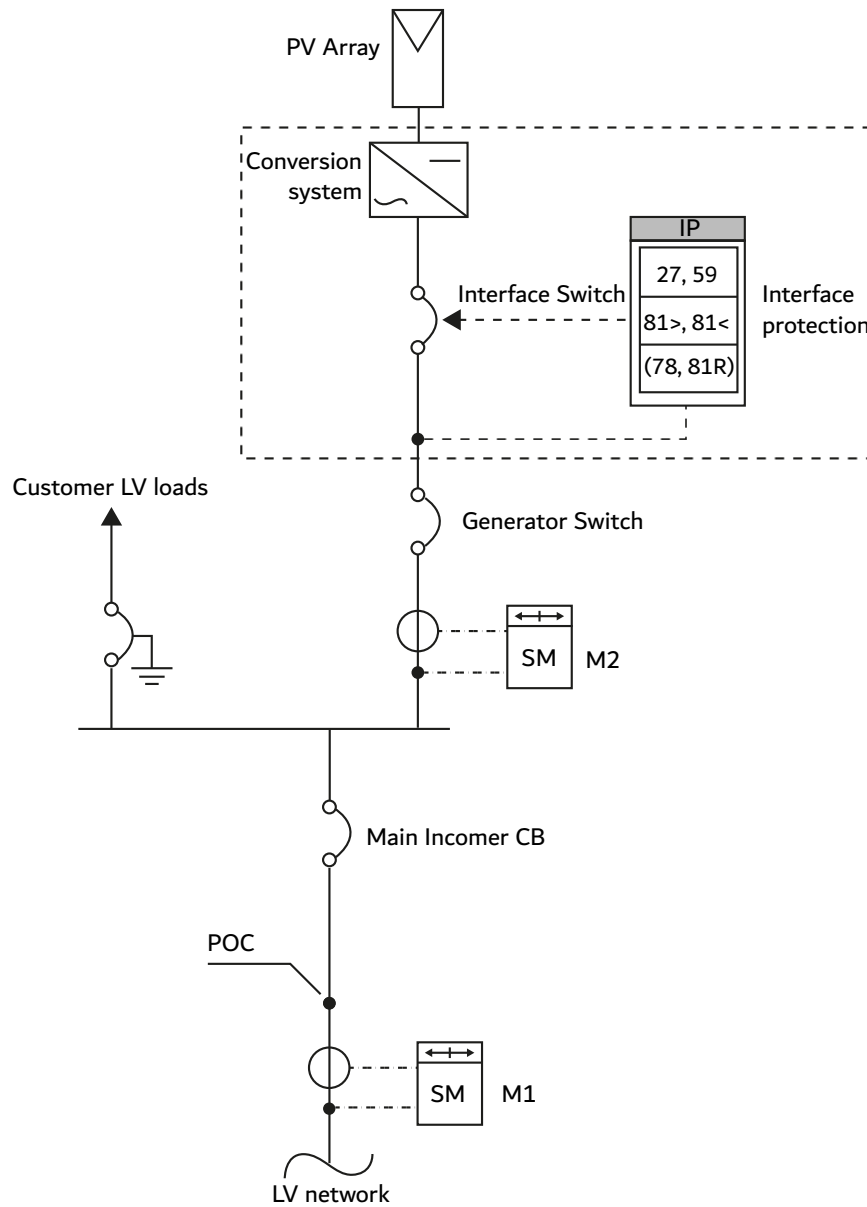 PV Array
Conversion
system
IP
27, 59
Interface Switch
Interface
protection
81>, 81<
(78, 81R)
Customer LV loads
Generator Switch
SM
M2
Main Incomer CB
POC
SM
M1
LV network